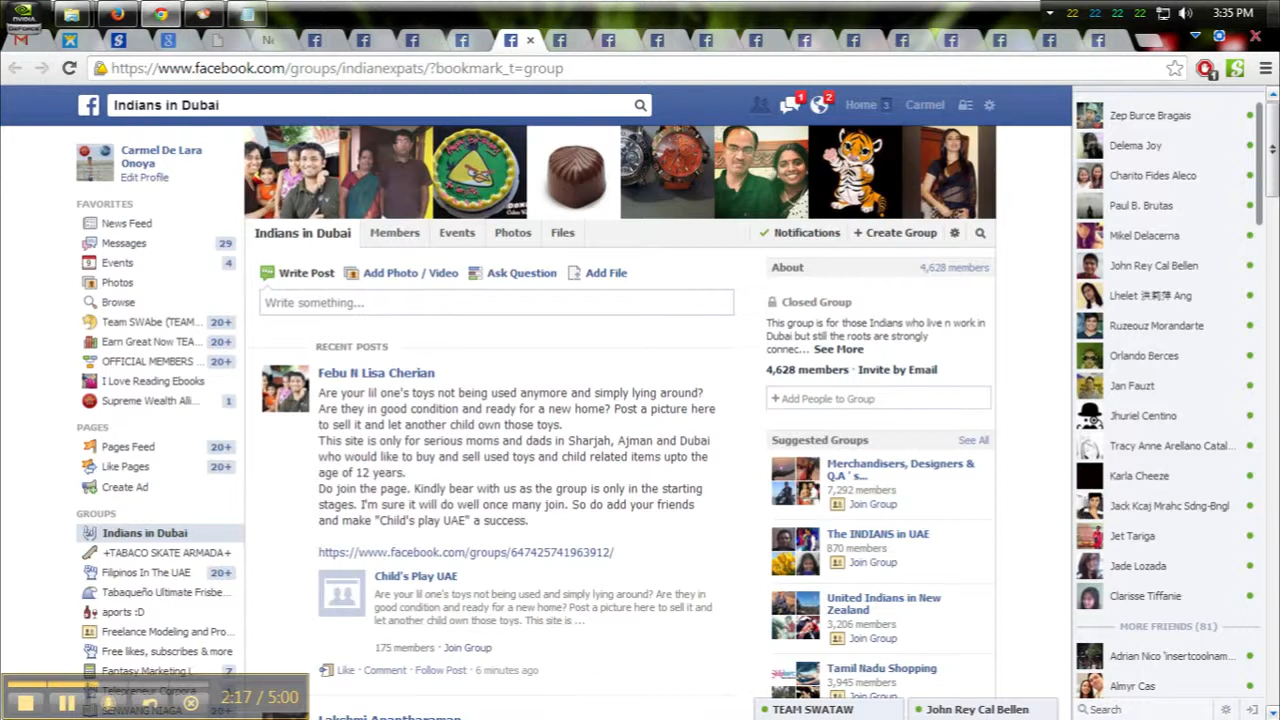 3:35 PM
22 22 22 22
https://www.facebook.com/groups/indianexpats/?bookmark_t=group
Indians in Dubai
1
2
Home 3
Carmel
Carmel De Lara
Onoya
Edit Profile
FAVORITES
News Feed
Messages 29
Events 4
Photos
Browse
Team SWAbe (TEAM... 20+
Earn Great Now TEA... 20+
OFFICIAL MEMBERS ... 20+
I Love Reading Ebooks
Supreme Wealth Alli... 1
PAGES
Pages Feed 20+
Like Pages 20+
Create Ad
GROUPS
Indians in Dubai
+TABACO SKATE ARMADA+
Filipinos In The UAE 20+
Tabaqueño Ultimate Frisbe...
aports :D
Freelance Modeling and Pro...
Free likes, subscribes & more
Fantasy Marketing I... 7
2:17 / 5:00
Indians in Dubai Members Events Photos Files
Notifications + Create Group
Write Post Add Photo / Video Ask Question Add File
Write something...
RECENT POSTS
Febu N Lisa Cherian
Are your lil one's toys not being used anymore and simply lying around?
Are they in good condition and ready for a new home? Post a picture here
to sell it and let another child own those toys.
This site is only for serious moms and dads in Sharjah, Ajman and Dubai
who would like to buy and sell used toys and child related items upto the
age of 12 years.
Do join the page. Kindly bear with us as the group is only in the starting
stages. I'm sure it will do well once many join. So do add your friends
and make "Child's play UAE" a success.
https://www.facebook.com/groups/647425741963912/
Child's Play UAE
Are your lil one's toys not being used anymore and simply lying around? Are they in
good condition and ready for a new home? Post a picture here to sell it and
let another child own those toys. This site is ...
175 members · Join Group
Like · Comment · Follow Post · 6 minutes ago
Lakshmi Anantharaman
About 4,628 members
Closed Group
This group is for those Indians who live n work in
Dubai but still the roots are strongly
connec... See More
4,628 members · Invite by Email
+ Add People to Group
Suggested Groups See All
Merchandisers, Designers &
Q.A ' s...
7,292 members
Join Group
The INDIANS in UAE
870 members
Join Group
United Indians in New
Zealand
3,206 members
Join Group
Tamil Nadu Shopping
3,945 members
TEAM SWATAW
John Rey Cal Bellen
Zep Burce Bragais
Delema Joy
Charito Fides Aleco
Paul B. Brutas
Mikel Delacerna
John Rey Cal Bellen
Lhelet 洪莉萍 Ang
Ruzeouz Morandarte
Orlando Berces
Jan Fauzt
Jhuriel Centino
Tracy Anne Arellano Catal...
Karla Cheeze
Jack Kcaj Mrahc Sdng-Bngl
Jet Tariga
Jade Lozada
Clarisse Tiffanie
MORE FRIENDS (81)
Adrian Nico 'insertcoolnam...
Almyr Cas
Search